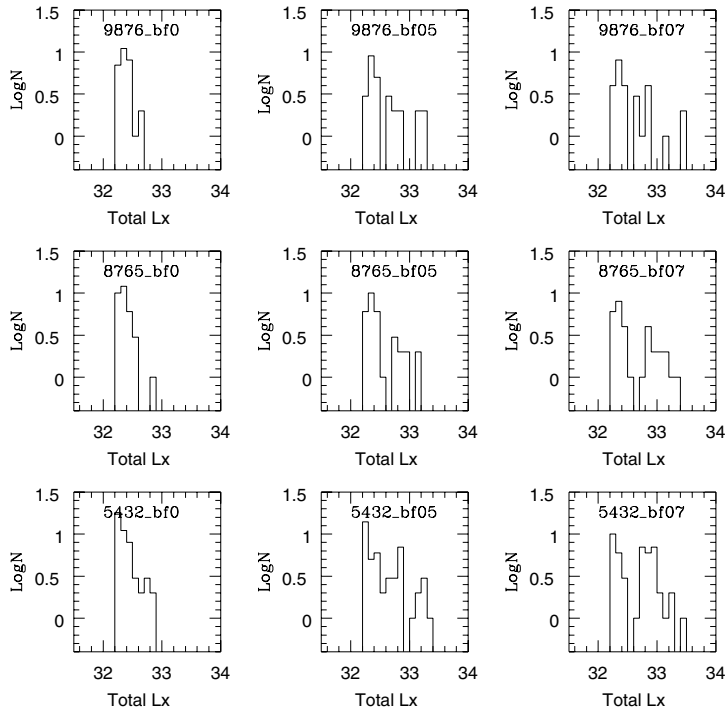 1.5
9876_bf0
1
LogN
0.5
0
32 33 34
Total Lx
1.5
9876_bf05
1
LogN
0.5
0
32 33 34
Total Lx
1.5
9876_bf07
1
LogN
0.5
0
32 33 34
Total Lx
1.5
8765_bf0
1
LogN
0.5
0
32 33 34
Total Lx
1.5
8765_bf05
1
LogN
0.5
0
32 33 34
Total Lx
1.5
8765_bf07
1
LogN
0.5
0
32 33 34
Total Lx
1.5
5432_bf0
1
LogN
0.5
0
32 33 34
Total Lx
1.5
5432_bf05
1
LogN
0.5
0
32 33 34
Total Lx
1.5
5432_bf07
1
LogN
0.5
0
32 33 34
Total Lx